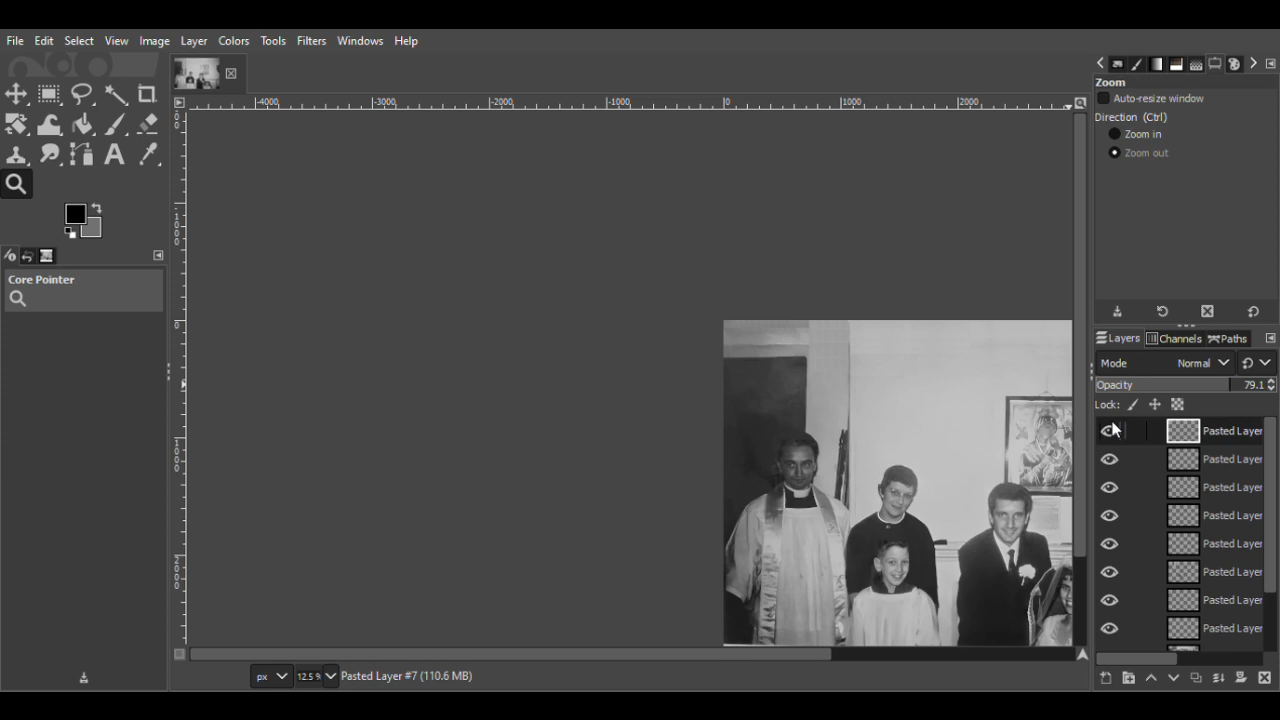 File Edit Select View Image Layer Colors Tools Filters Windows Help
Zoom
Auto-resize window
Direction (Ctrl)
Zoom in
Zoom out
-4000 -3000 -2000 -1000 0 1000 2000
0
1000
2000
Core Pointer
Layers Channels Paths
Mode Normal
Opacity 79.1
Lock:
Pasted Layer
Pasted Layer
Pasted Layer
Pasted Layer
Pasted Layer
Pasted Layer
Pasted Layer
Pasted Layer
px 12.5 % Pasted Layer #7 (110.6 MB)